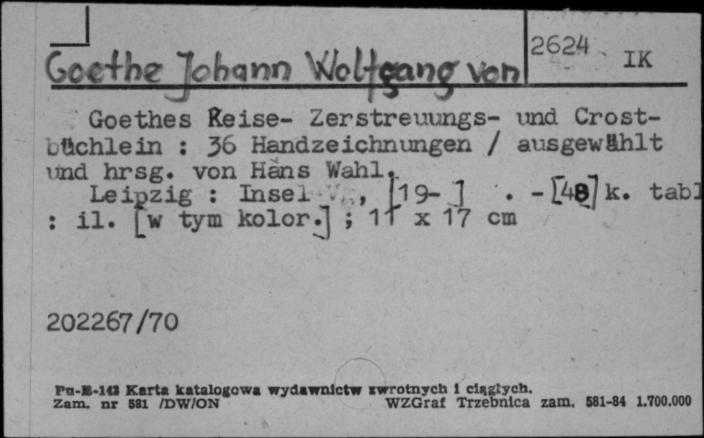 2624 IK
Goethe Johann Wolfgang von
Goethes Reise- Zerstreuungs- und Crost-
büchlein : 36 Handzeichnungen / ausgewählt
und hrsg. von Hans Wahl.
Leipzig : Insel , [19- ] . - [48] k. tabl
: il. [w tym kolor.] ; 11 x 17 cm
202267/70
Pu-E-143 Karta katalogowa wydawnictw zwrotnych i ciągłych.
Zam. nr 581 /DW/ON WZGraf Trzebnica zam. 581-84 1.700.000